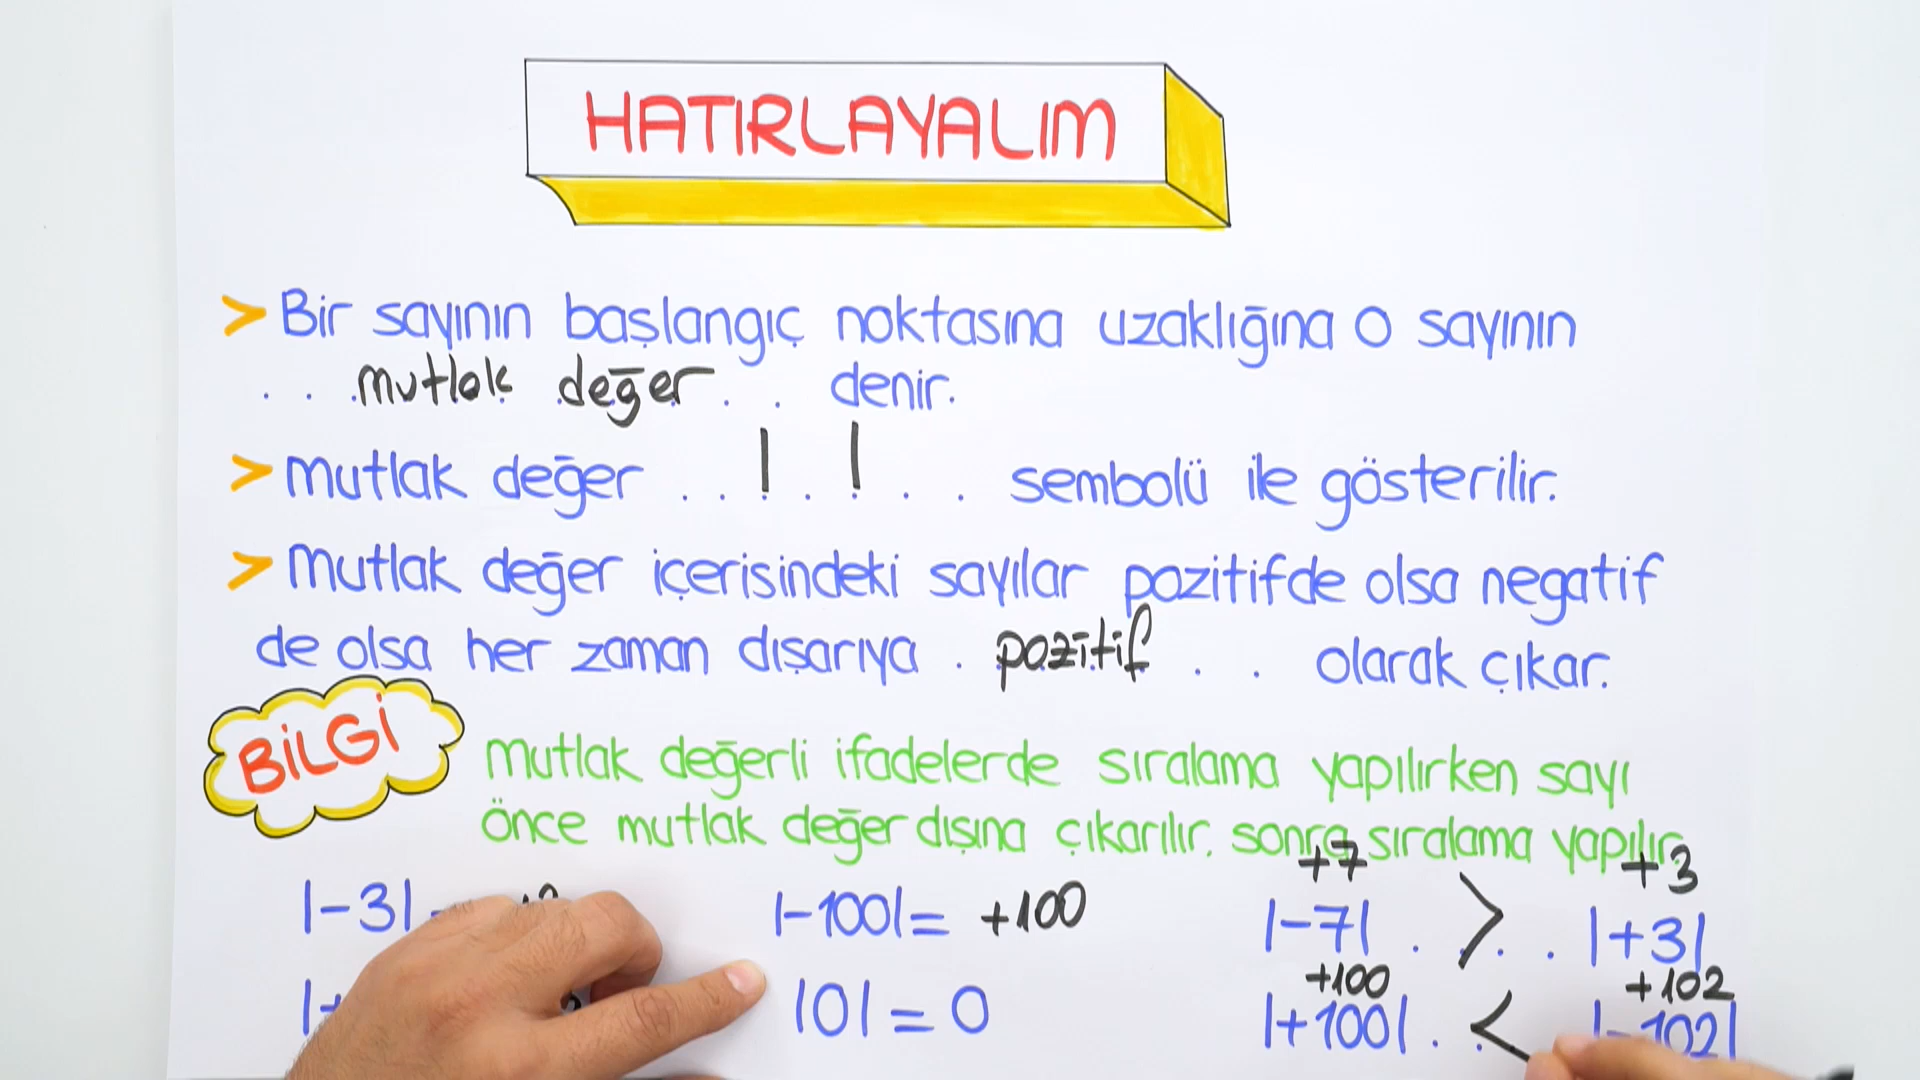 HATIRLAYALIM
> Bir sayının başlangıç noktasına uzaklığına o sayının
. . mutlak değer . . denir.
> Mutlak değer . . | . | . . sembolü ile gösterilir.
> Mutlak değer içerisindeki sayılar pozitifde olsa negatif
de olsa her zaman dışarıya . pozitif . . olarak çıkar.
BİLGİ
Mutlak değerli ifadelerde sıralama yapılırken sayı
önce mutlak değer dışına çıkarılır. sonra sıralama yapılır.
+7 +3
|-3| |-100| = +100 |-7| . > . . |+3|
+100 +102
|+ |0| = 0 |+100| . < |-102|